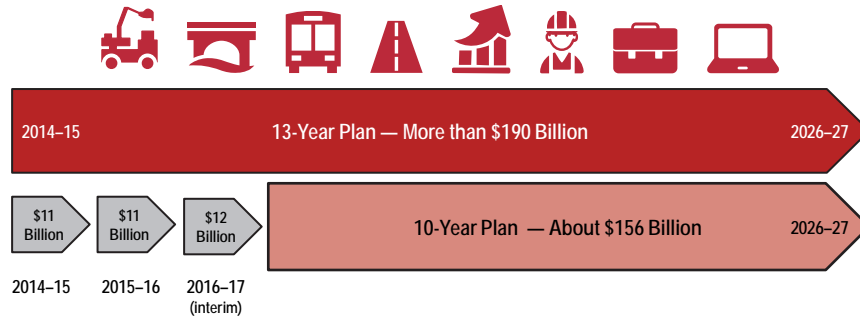 2014–15 13-Year Plan — More than $190 Billion 2026–27
$11
Billion
$11
Billion
$12
Billion
10-Year Plan — About $156 Billion 2026–27
2014–15 2015–16 2016–17
(interim)